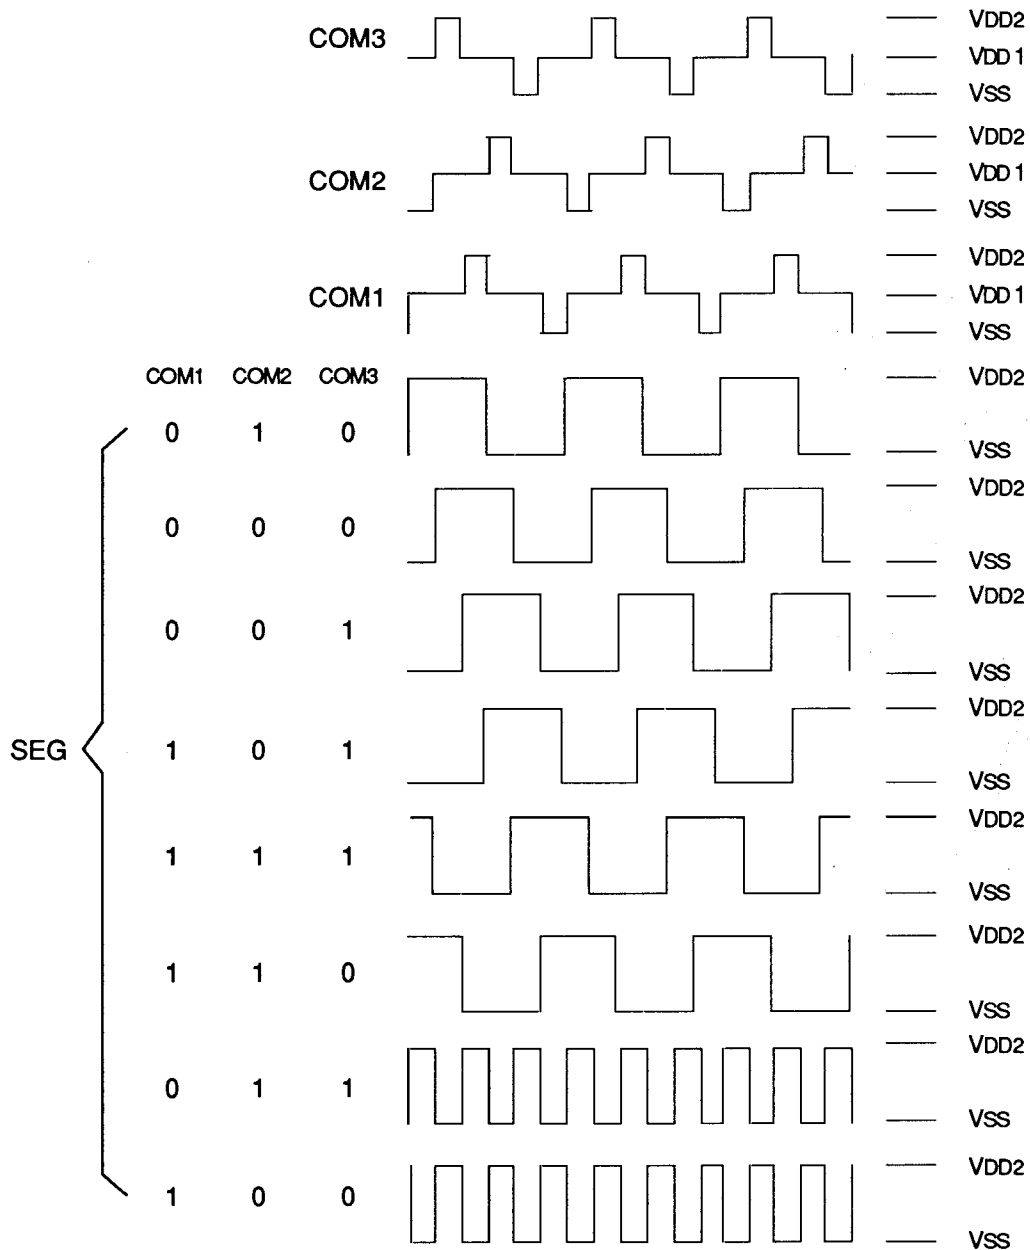 COM3 VDD2
VDD1
VSS
COM2 VDD2
VDD1
VSS
COM1 VDD2
VDD1
VSS
COM1 COM2 COM3 VDD2
0 1 0
VSS
VDD2
0 0 0
VSS
VDD2
0 0 1
VSS
VDD2
SEG 1 0 1
VSS
VDD2
1 1 1
VSS
VDD2
1 1 0
VSS
VDD2
0 1 1
VSS
VDD2
1 0 0
VSS